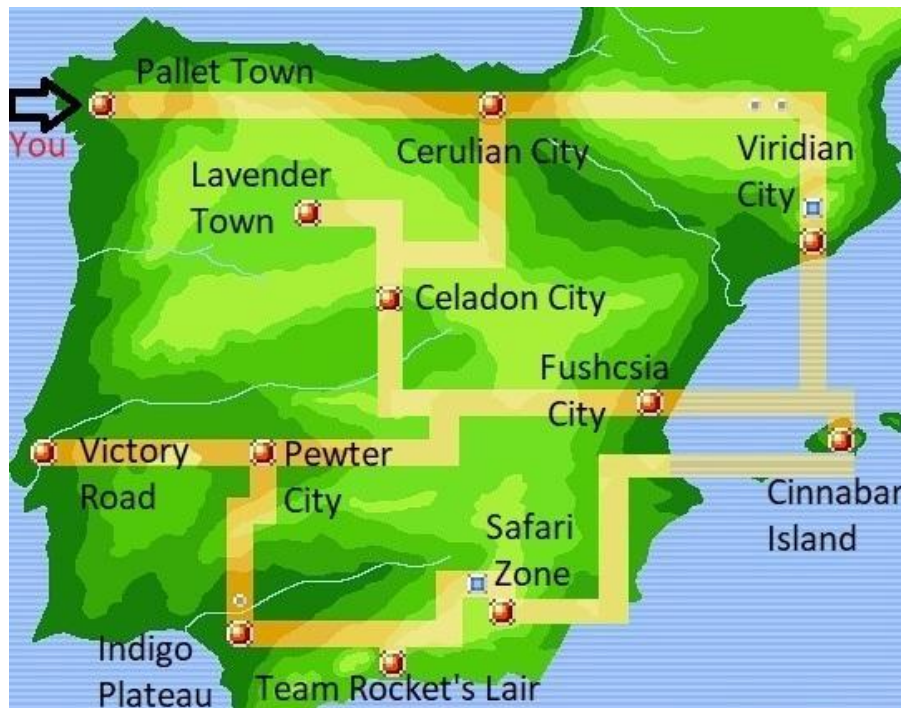 Pallet Town
You
Cerulian City
Viridian
City
Lavender
Town
Celadon City
Fushcsia
City
Victory
Road
Pewter
City
Cinnabar
Island
Safari
Zone
Indigo
Plateau
Team Rocket's Lair